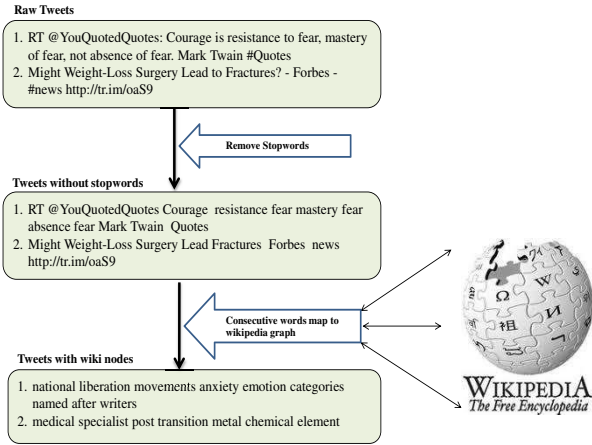 Raw Tweets
1. RT @YouQuotedQuotes: Courage is resistance to fear, mastery
of fear, not absence of fear. Mark Twain #Quotes
2. Might Weight-Loss Surgery Lead to Fractures? - Forbes -
#news http://tr.im/oaS9
Remove Stopwords
Tweets without stopwords
1. RT @YouQuotedQuotes Courage resistance fear mastery fear
absence fear Mark Twain Quotes
2. Might Weight-Loss Surgery Lead Fractures Forbes news
http://tr.im/oaS9
Consecutive words map to
wikipedia graph
Ω
W
祖
И
WIKIPEDIA
The Free Encyclopedia
Tweets with wiki nodes
1. national liberation movements anxiety emotion categories
named after writers
2. medical specialist post transition metal chemical element